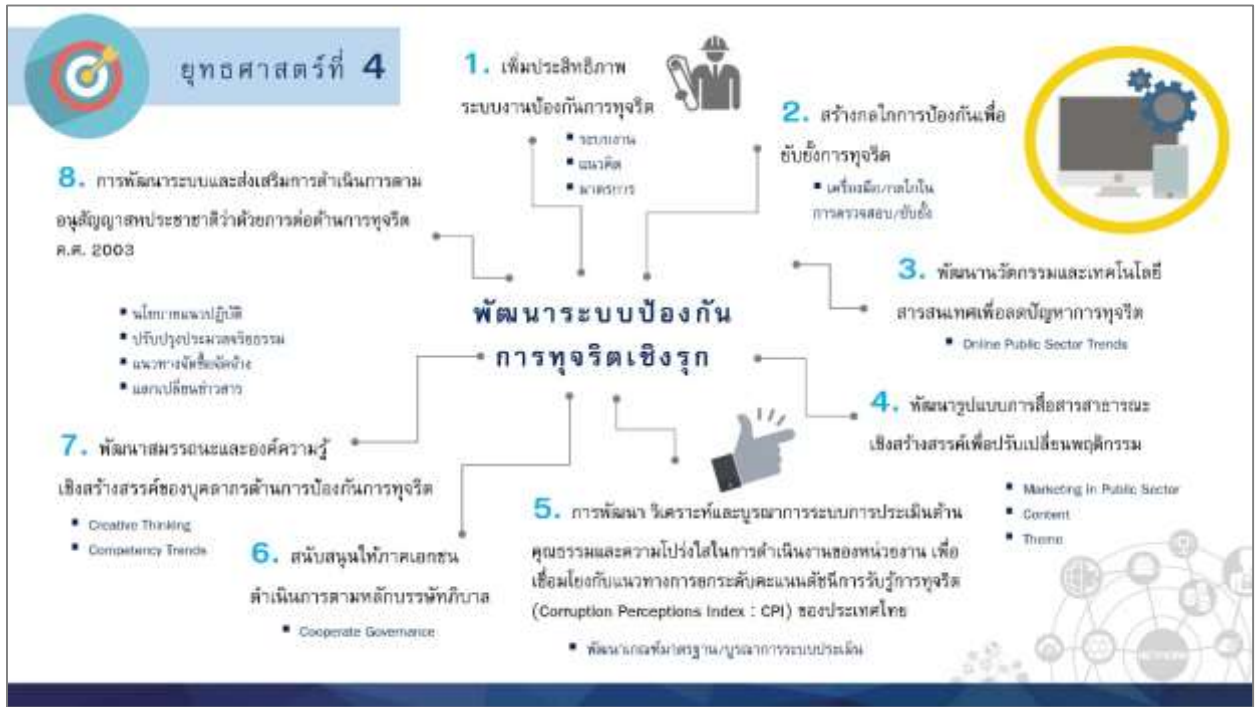 ยุทธศาสตร์ที่ 4
1. เพิ่มประสิทธิภาพ
ระบบงานป้องกันการทุจริต
▪ ระบบงาน
▪ แนวคิด
▪ มาตรการ
2. สร้างกลไกการป้องกันเพื่อ
ยับยั้งการทุจริต
▪ เครื่องมือ/กลไกใน
การตรวจสอบ/ยับยั้ง
3. พัฒนานวัตกรรมและเทคโนโลยี
สารสนเทศเพื่อลดปัญหาการทุจริต
▪ Online Public Sector Trends
พัฒนาระบบป้องกัน
การทุจริตเชิงรุก
4. พัฒนารูปแบบการสื่อสารสาธารณะ
เชิงสร้างสรรค์เพื่อปรับเปลี่ยนพฤติกรรม
▪ Marketing in Public Sector
▪ Content
▪ Theme
5. การพัฒนา วิเคราะห์และบูรณาการระบบการประเมินด้าน
คุณธรรมและความโปร่งใสในการดำเนินงานของหน่วยงาน เพื่อ
เชื่อมโยงกับแนวทางการยกระดับคะแนนดัชนีการรับรู้การทุจริต
(Corruption Perceptions Index : CPI) ของประเทศไทย
▪ พัฒนาเกณฑ์มาตรฐาน/บูรณาการระบบประเมิน
6. สนับสนุนให้ภาคเอกชน
ดำเนินการตามหลักบรรษัทภิบาล
▪ Cooperate Governance
7. พัฒนาสมรรถนะและองค์ความรู้
เชิงสร้างสรรค์ของบุคลากรด้านการป้องกันการทุจริต
▪ Creative Thinking
▪ Competency Trends
8. การพัฒนาระบบและส่งเสริมการดำเนินการตาม
อนุสัญญาสหประชาชาติว่าด้วยการต่อต้านการทุจริต
ค.ศ. 2003
▪ นโยบายแนวปฏิบัติ
▪ ปรับปรุงประมวลจริยธรรม
▪ แนวทางจัดซื้อจัดจ้าง
▪ แลกเปลี่ยนข่าวสาร
NETWORK